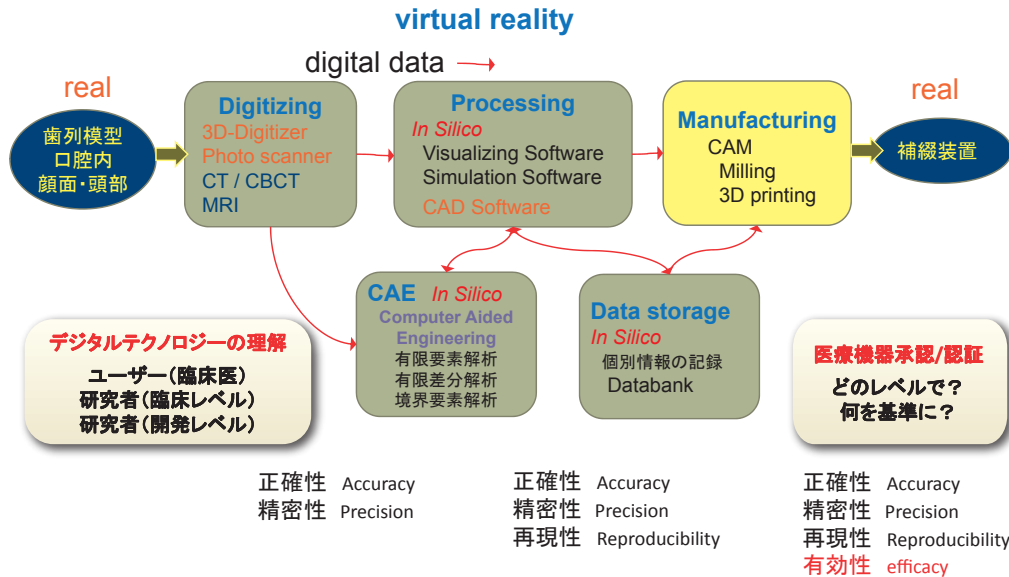 virtual reality
digital data
real
歯列模型
口腔内
顔面・頭部
Digitizing
3D-Digitizer
Photo scanner
CT / CBCT
MRI
Processing
In Silico
Visualizing Software
Simulation Software
CAD Software
Manufacturing
CAM
Milling
3D printing
real
補綴装置
CAE In Silico
Computer Aided
Engineering
有限要素解析
有限差分解析
境界要素解析
Data storage
In Silico
個別情報の記録
Databank
デジタルテクノロジーの理解
ユーザー（臨床医）
研究者（臨床レベル）
研究者（開発レベル）
医療機器承認/認証
どのレベルで？
何を基準に？
正確性 Accuracy
精密性 Precision
正確性 Accuracy
精密性 Precision
再現性 Reproducibility
正確性 Accuracy
精密性 Precision
再現性 Reproducibility
有効性 efficacy